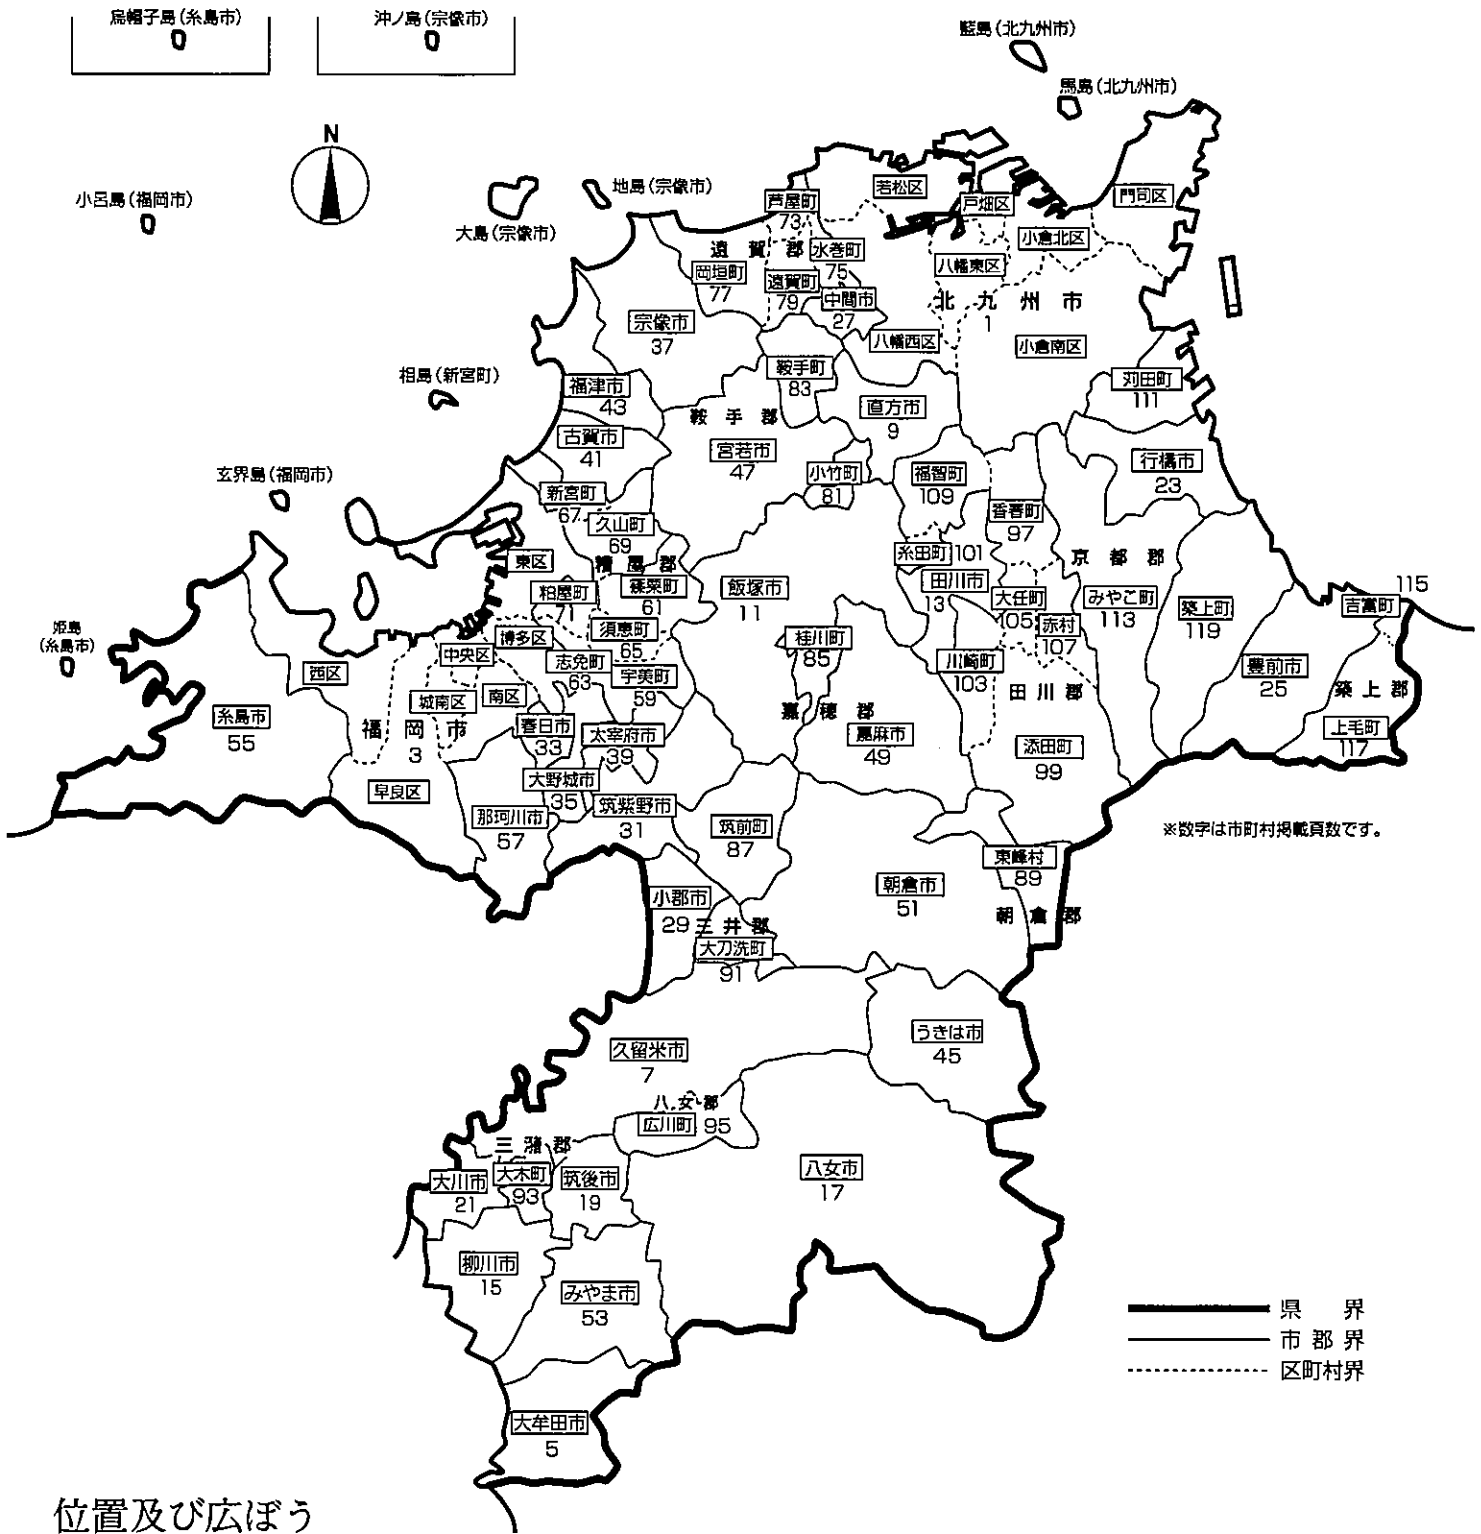 烏帽子島(糸島市)
沖ノ島(宗像市)
藍島(北九州市)
馬島(北九州市)
N
小呂島(福岡市)
大島(宗像市)
地島(宗像市)
芦屋町
73
若松区
戸畑区
門司区
小倉北区
遠賀郡
水巻町
75
岡垣町
77
遠賀町
79
中間市
27
八幡東区
北九州市
1
八幡西区
小倉南区
宗像市
37
鞍手町
83
苅田町
111
相島(新宮町)
福津市
43
鞍手郡
直方市
9
古賀市
41
宮若市
47
小竹町
81
福智町
109
行橋市
23
玄界島(福岡市)
新宮町
67
久山町
69
香春町
97
東区
糟屋郡
糸田町
101
京都郡
粕屋町
71
篠栗町
61
飯塚市
11
田川市
13
大任町
105
みやこ町
113
築上町
119
吉富町
115
姫島
(糸島市)
博多区
須恵町
65
桂川町
85
赤村
107
中央区
志免町
63
宇美町
59
川崎町
103
西区
城南区
南区
田川郡
豊前市
25
築上郡
糸島市
55
福岡市
3
春日市
33
太宰府市
39
嘉穂郡
嘉麻市
49
添田町
99
上毛町
117
早良区
大野城市
35
那珂川市
57
筑紫野市
31
筑前町
87
※数字は市町村掲載頁数です。
東峰村
89
小郡市
29
三井郡
朝倉市
51
朝倉郡
大刀洗町
91
うきは市
45
久留米市
7
八女郡
広川町
95
三潴郡
大川市
21
大木町
93
筑後市
19
八女市
17
柳川市
15
みやま市
53
県界
市郡界
区町村界
大牟田市
5
位置及び広ぼう